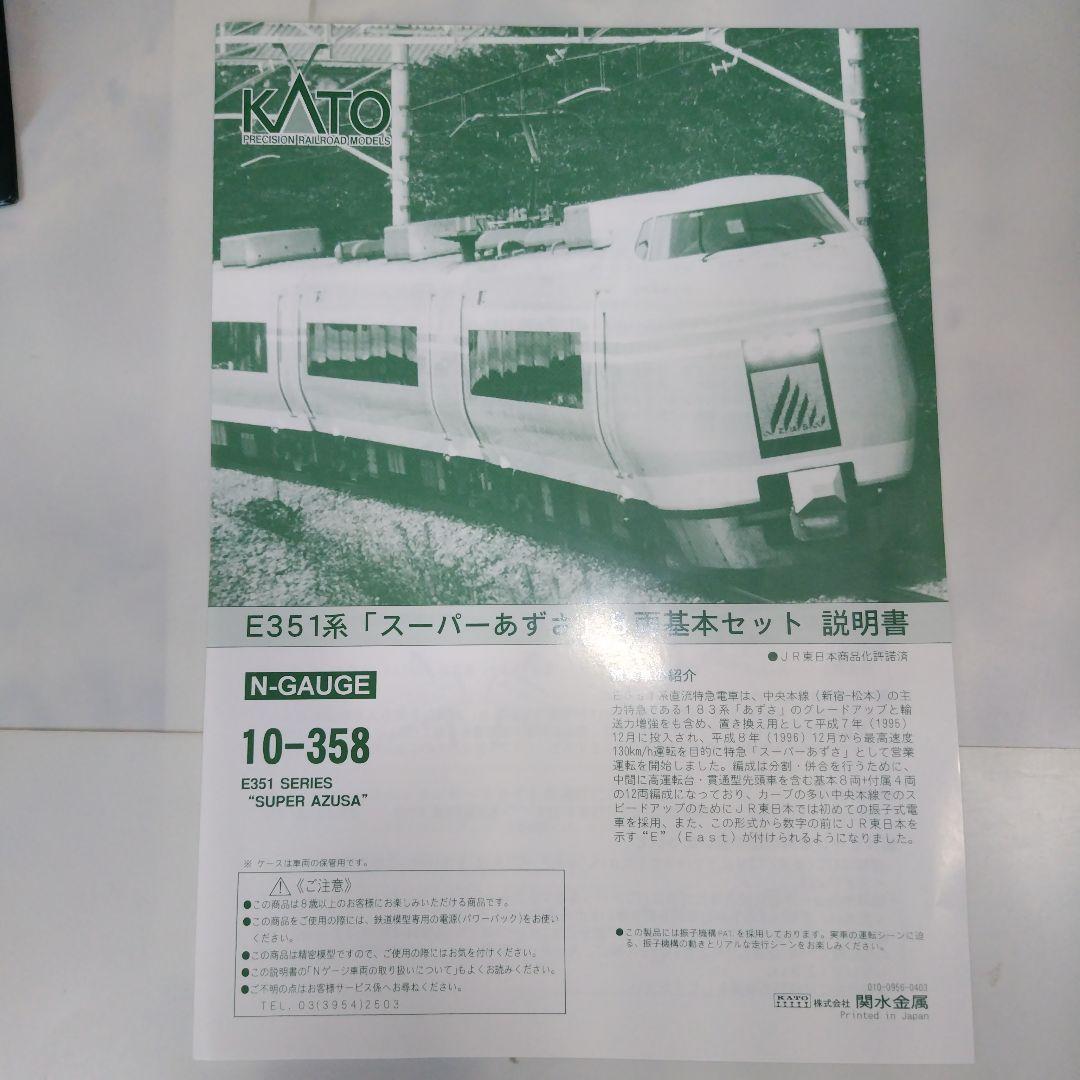 KATO
PRECISION RAILROAD MODELS
AZUSA
E351系「スーパーあずさ 基本セット 説明書
●JR東日本商品化許諾済
N-GAUGE
10-358
E351 SERIES
“SUPER AZUSA”
紹介
系直流特急電車は、中央本線(新宿-松本)の主
力特急である183系「あずさ」のグレードアップと輸
送力増強をも含め、置き換え用として平成7年(1995)
12月に投入され、平成8年(1996)12月から最高速度
130km/h運転を目的に特急「スーパーあずさ」として営業
運転を開始しました。編成は分割・併合を行うために、
中間に高運転台・貫通型先頭車を含む基本8両+付属4両
の12両編成になっており、カーブの多い中央本線でのス
ピードアップのためにJR東日本では初めての振子式電
車を採用、また、この形式から数字の前にJR東日本を
示す“E”(East)が付けられるようになりました。
※ ケースは車両の保管用です。
《ご注意》
●この商品は8歳以上のお客様にお楽しみいただける商品です。
●この商品をご使用の際には、鉄道模型専用の電源(パワーパック)をお使い
ください。
●この商品は精密模型ですので、ご使用の際にはお気を付けください。
●この説明書の「Nゲージ車両の取り扱いについて」もよくお読みください。
●ご不明の点はお客様サービス係へお尋ねください。
TEL. 03(3954)2503
●この製品には振子機構PAT.を採用しております。実車の運転シーンに迫
る、振子機構の動きとリアルな走行シーンをお楽しみください。
010-0956-0403
KATO 株式会社 関水金属
Printed in Japan